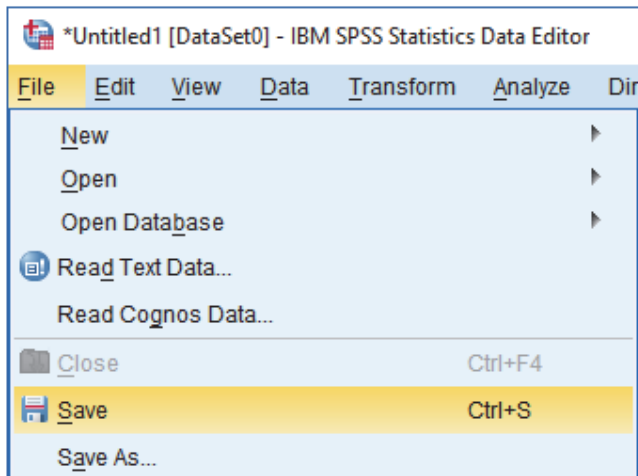 *Untitled1 [DataSet0] - IBM SPSS Statistics Data Editor
File Edit View Data Transform Analyze Dir
New
Open
Open Database
Read Text Data...
Read Cognos Data...
Close Ctrl+F4
Save Ctrl+S
Save As...